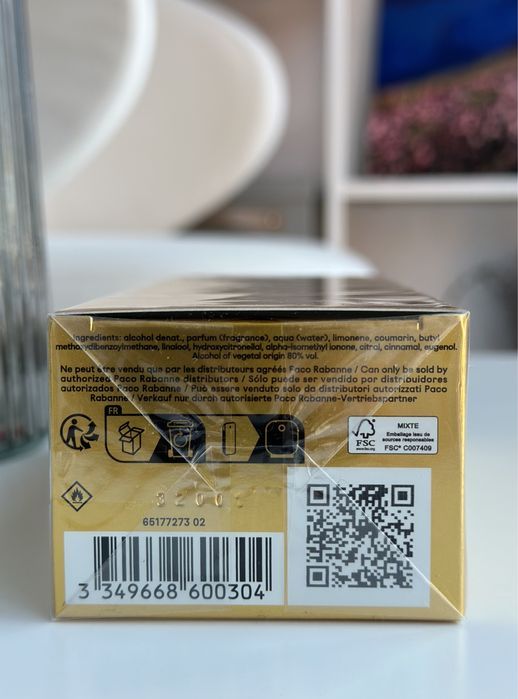 Ingredients: alcohol denat., parfum (fragrance), aqua (water), limonene, coumarin, butyl
methoxydibenzoylmethane, linalool, hydroxycitronellal, alpha-isomethyl ionone, citral, cinnamal, eugenol.
Alcohol of vegetal origin 80% vol.
Ne peut être vendu que par les distributeurs agréés Paco Rabanne / Can only be sold by
authorized Paco Rabanne distributors / Sólo puede ser vendido por distribuidores
autorizados Paco Rabanne / Può essere venduto solo da distributori autorizzati Paco
Rabanne / Verkauf nur durch autorisierte Paco Rabanne-Vertriebspartner
FR
FSC
www.fsc.org
MIXTE
Emballage issu de
sources responsables
FSC® C007409
3200
65177273 02
3 349668 600304